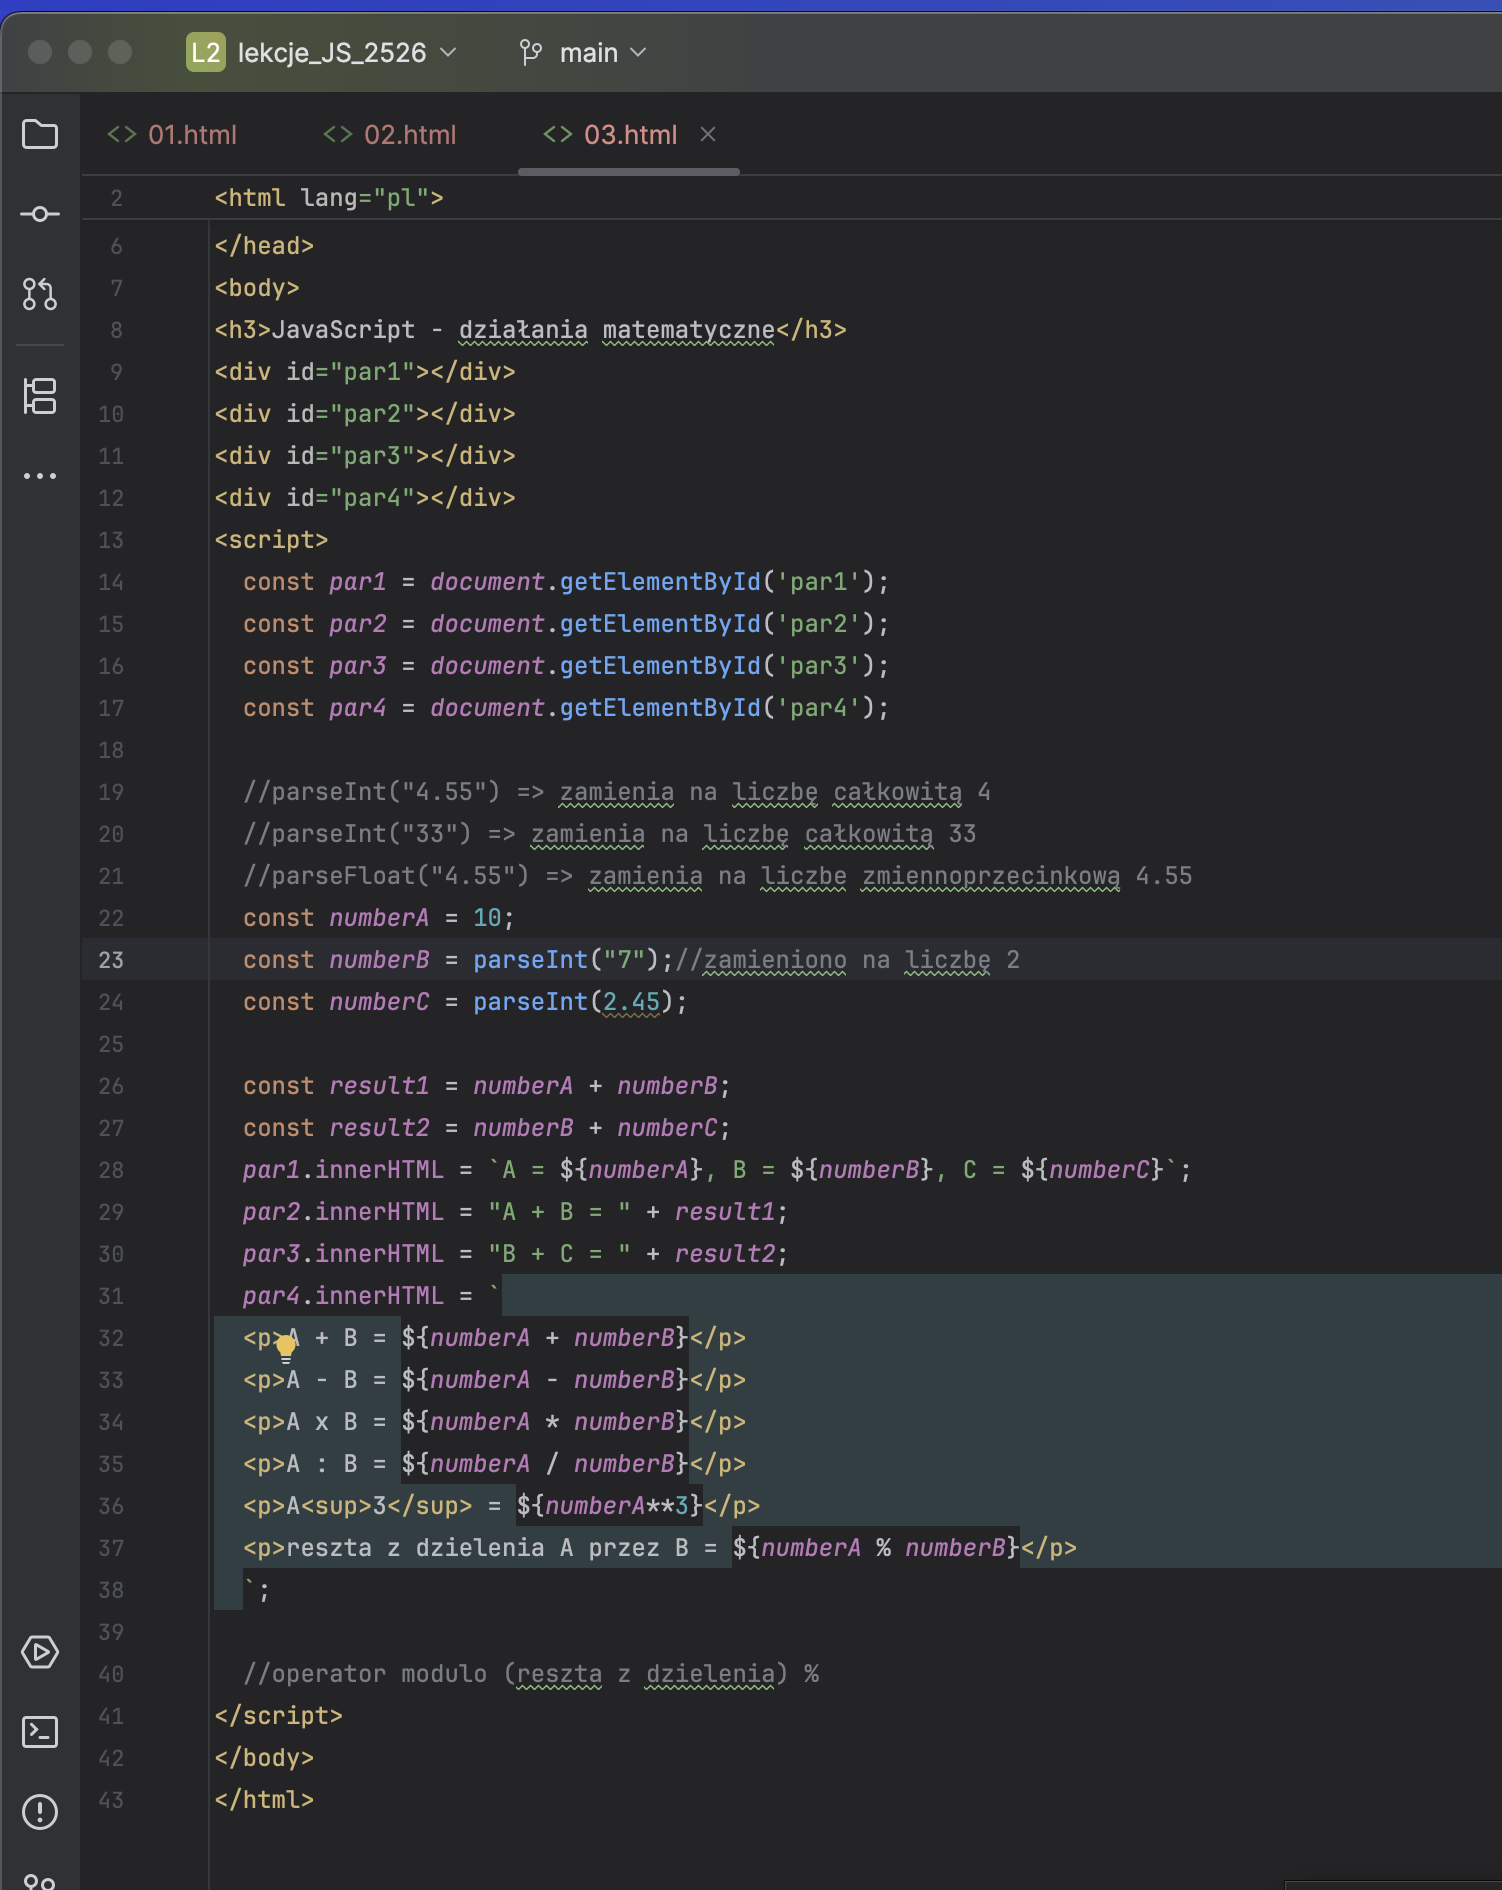 L2 lekcje_JS_2526 main
01.html 02.html 03.html
2 <html lang="pl">
6 </head>
7 <body>
8 <h3>JavaScript - działania matematyczne</h3>
9 <div id="par1"></div>
10 <div id="par2"></div>
11 <div id="par3"></div>
12 <div id="par4"></div>
13 <script>
14 const par1 = document.getElementById('par1');
15 const par2 = document.getElementById('par2');
16 const par3 = document.getElementById('par3');
17 const par4 = document.getElementById('par4');
18
19 //parseInt("4.55") => zamienia na liczbę całkowitą 4
20 //parseInt("33") => zamienia na liczbę całkowitą 33
21 //parseFloat("4.55") => zamienia na liczbe zmiennoprzecinkową 4.55
22 const numberA = 10;
23 const numberB = parseInt("7");//zamieniono na liczbę 2
24 const numberC = parseInt(2.45);
25
26 const result1 = numberA + numberB;
27 const result2 = numberB + numberC;
28 par1.innerHTML = `A = ${numberA}, B = ${numberB}, C = ${numberC}`;
29 par2.innerHTML = "A + B = " + result1;
30 par3.innerHTML = "B + C = " + result2;
31 par4.innerHTML = `
32 <p>A + B = ${numberA + numberB}</p>
33 <p>A - B = ${numberA - numberB}</p>
34 <p>A x B = ${numberA * numberB}</p>
35 <p>A : B = ${numberA / numberB}</p>
36 <p>A<sup>3</sup> = ${numberA**3}</p>
37 <p>reszta z dzielenia A przez B = ${numberA % numberB}</p>
38 `;
39
40 //operator modulo (reszta z dzielenia) %
41 </script>
42 </body>
43 </html>